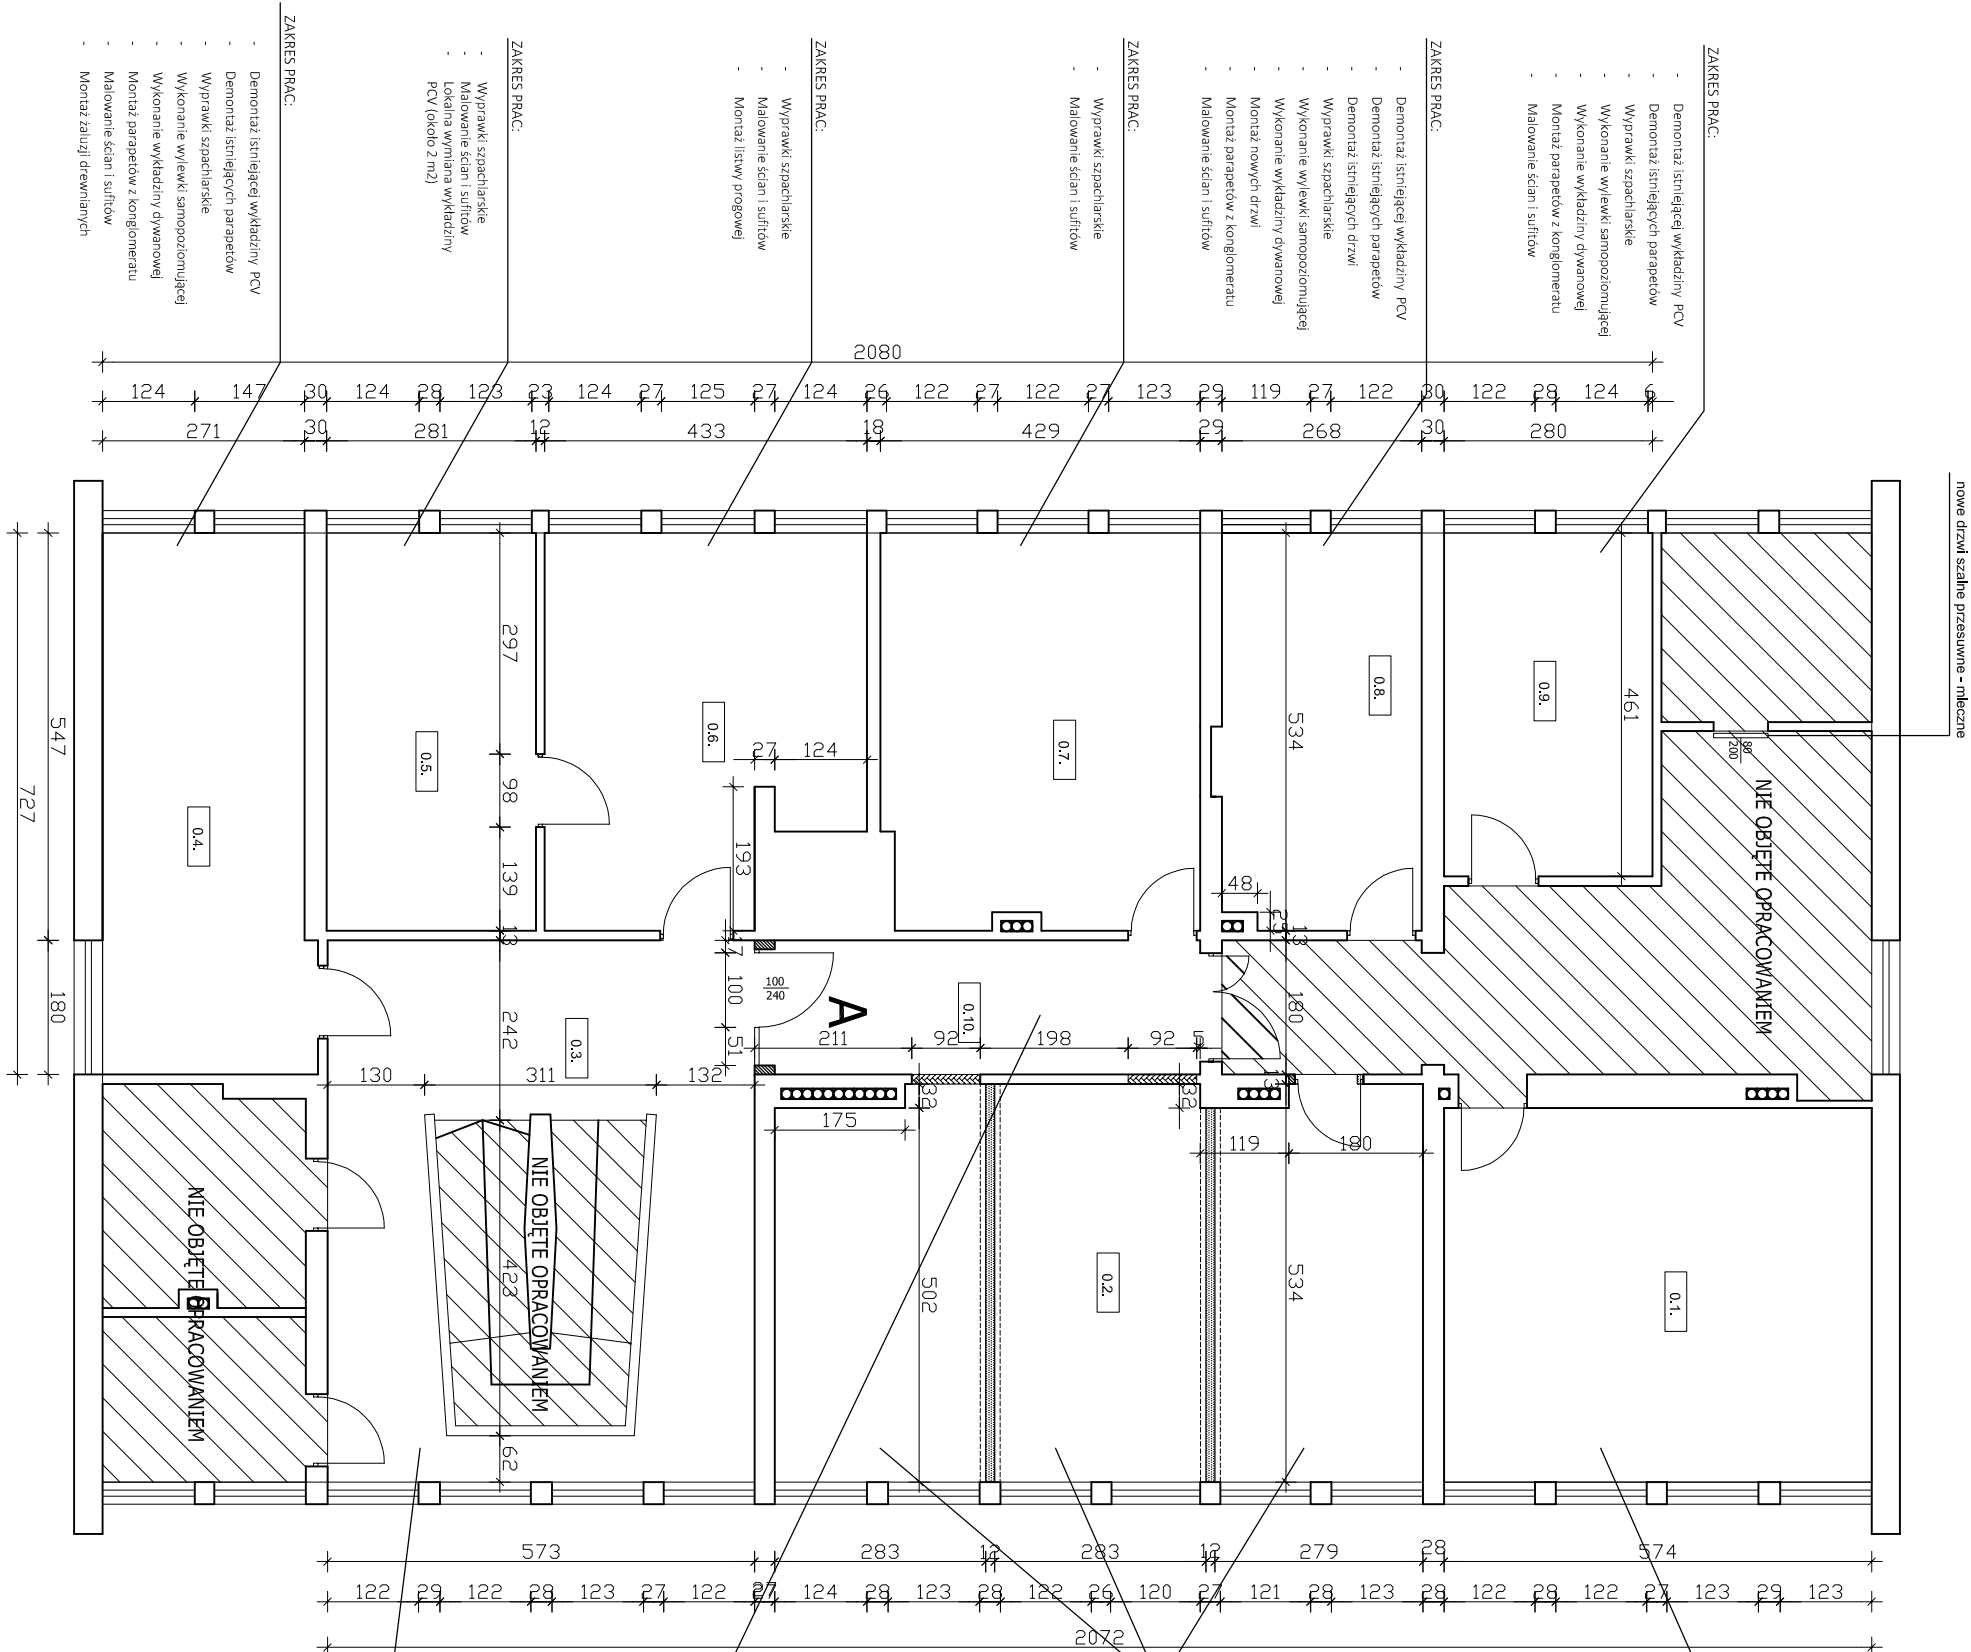 ZAKRES PRAC:
- Demontaż istniejącej wykładziny PCV
- Demontaż istniejących parapetów
- Wyprawki szpachlarskie
- Wykonanie wylewki samopoziomującej
- Wykonanie wykładziny dywanowej
- Montaż parapetów z konglomeratu
- Malowanie ścian i sufitów
- Montaż żaluzji drewnianych
ZAKRES PRAC:
- Wyprawki szpachlarskie
- Malowanie ścian i sufitów
- Lokalna wymiana wykładziny
PCV (około 2 m2)
ZAKRES PRAC:
- Wyprawki szpachlarskie
- Malowanie ścian i sufitów
- Montaż listwy progowej
ZAKRES PRAC:
- Wyprawki szpachlarskie
- Malowanie ścian i sufitów
ZAKRES PRAC:
- Demontaż istniejącej wykładziny PCV
- Demontaż istniejących parapetów
- Demontaż istniejących drzwi
- Wyprawki szpachlarskie
- Wykonanie wylewki samopoziomującej
- Wykonanie wykładziny dywanowej
- Montaż nowych drzwi
- Montaż parapetów z konglomeratu
- Malowanie ścian i sufitów
ZAKRES PRAC:
- Demontaż istniejącej wykładziny PCV
- Demontaż istniejących parapetów
- Wyprawki szpachlarskie
- Wykonanie wylewki samopoziomującej
- Wykonanie wykładziny dywanowej
- Montaż parapetów z konglomeratu
- Malowanie ścian i sufitów
nowe drzwi szalne przesuwne - mleczne
2080
124 147 30 124 28 123 23 124 27 125 27 124 26 122 27 122 27 123 29 119 27 122 30 122 28 124 6
271 30 281 12 433 18 429 29 268 30 280
547
180
727
297
98
139
13
242
423
62
27 124
193
7
100
51
100
240
A
48
25
13
534
461
80
200
180
13
0.4.
0.5.
0.6.
0.7.
0.8.
0.9.
0.10.
0.3.
0.2.
0.1.
211 92 198 92 5
130 311 132
175
32
32
119 180
502
534
NIE OBJĘTE OPRACOWANIEM
NIE OBJĘTE OPRACOWANIEM
NIE OBJĘTE OPRACOWANIEM
573 283 12 283 12 279 28 574
122 29 122 28 123 27 122 27 124 28 123 28 122 26 120 27 121 28 123 28 122 28 122 27 123 29 123
2072